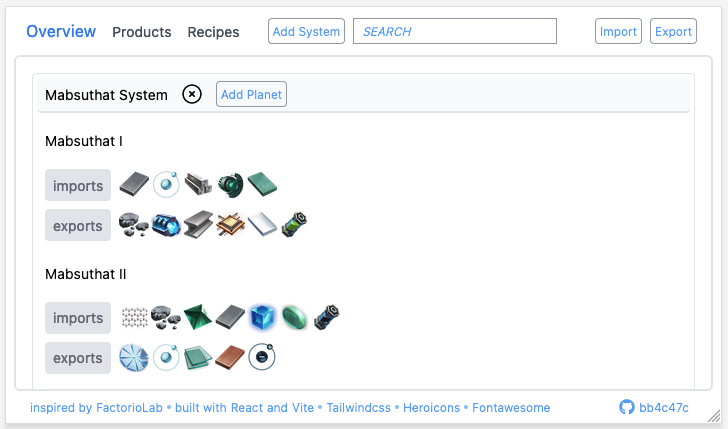 Overview Products Recipes Add System SEARCH Import Export
Mabsuthat System Add Planet
Mabsuthat I
imports
exports
Mabsuthat II
imports
exports
inspired by FactorioLab • built with React and Vite • Tailwindcss • Heroicons • Fontawesome bb4c47c